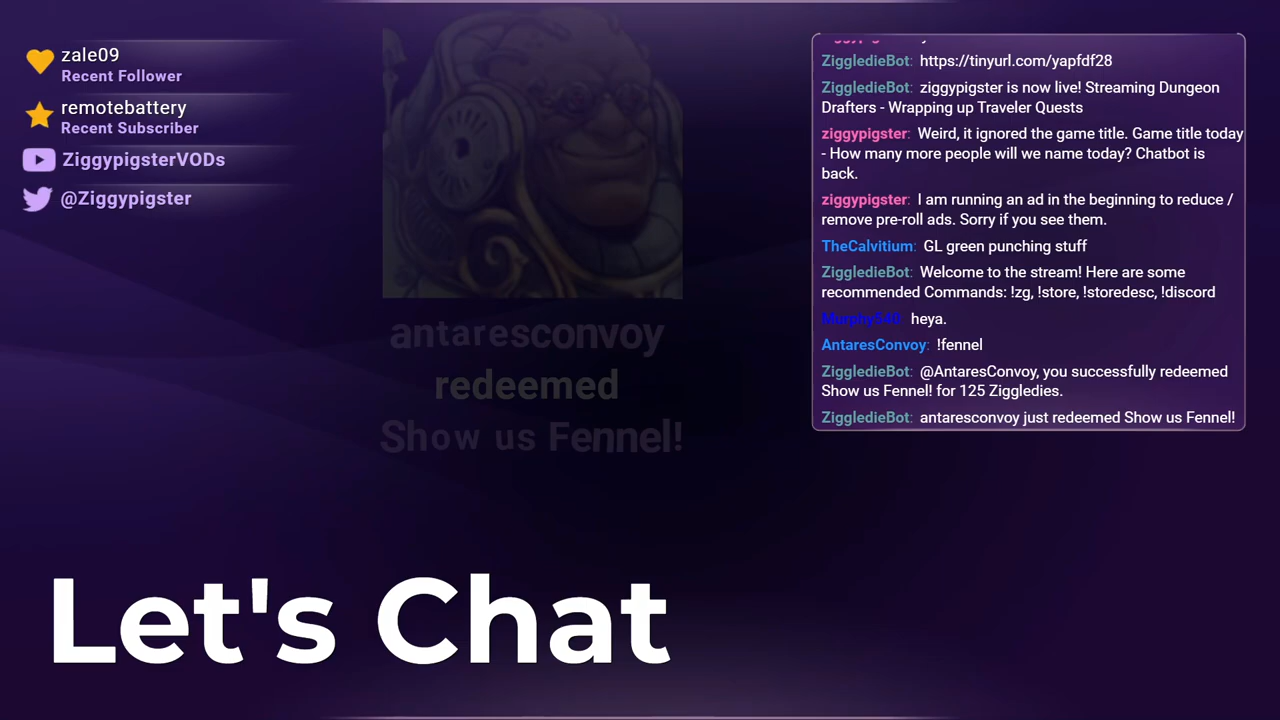 zale09
Recent Follower
remotebattery
Recent Subscriber
ZiggypigsterVODs
@Ziggypigster
antaresconvoy
redeemed
Show us Fennel!
ZiggledieBot: https://tinyurl.com/yapfdf28
ZiggledieBot: ziggypigster is now live! Streaming Dungeon
Drafters - Wrapping up Traveler Quests
ziggypigster: Weird, it ignored the game title. Game title today
- How many more people will we name today? Chatbot is
back.
ziggypigster: I am running an ad in the beginning to reduce /
remove pre-roll ads. Sorry if you see them.
TheCalvitium: GL green punching stuff
ZiggledieBot: Welcome to the stream! Here are some
recommended Commands: !zg, !store, !storedesc, !discord
Murphy540: heya.
AntaresConvoy: !fennel
ZiggledieBot: @AntaresConvoy, you successfully redeemed
Show us Fennel! for 125 Ziggledies.
ZiggledieBot: antaresconvoy just redeemed Show us Fennel!
Let's Chat